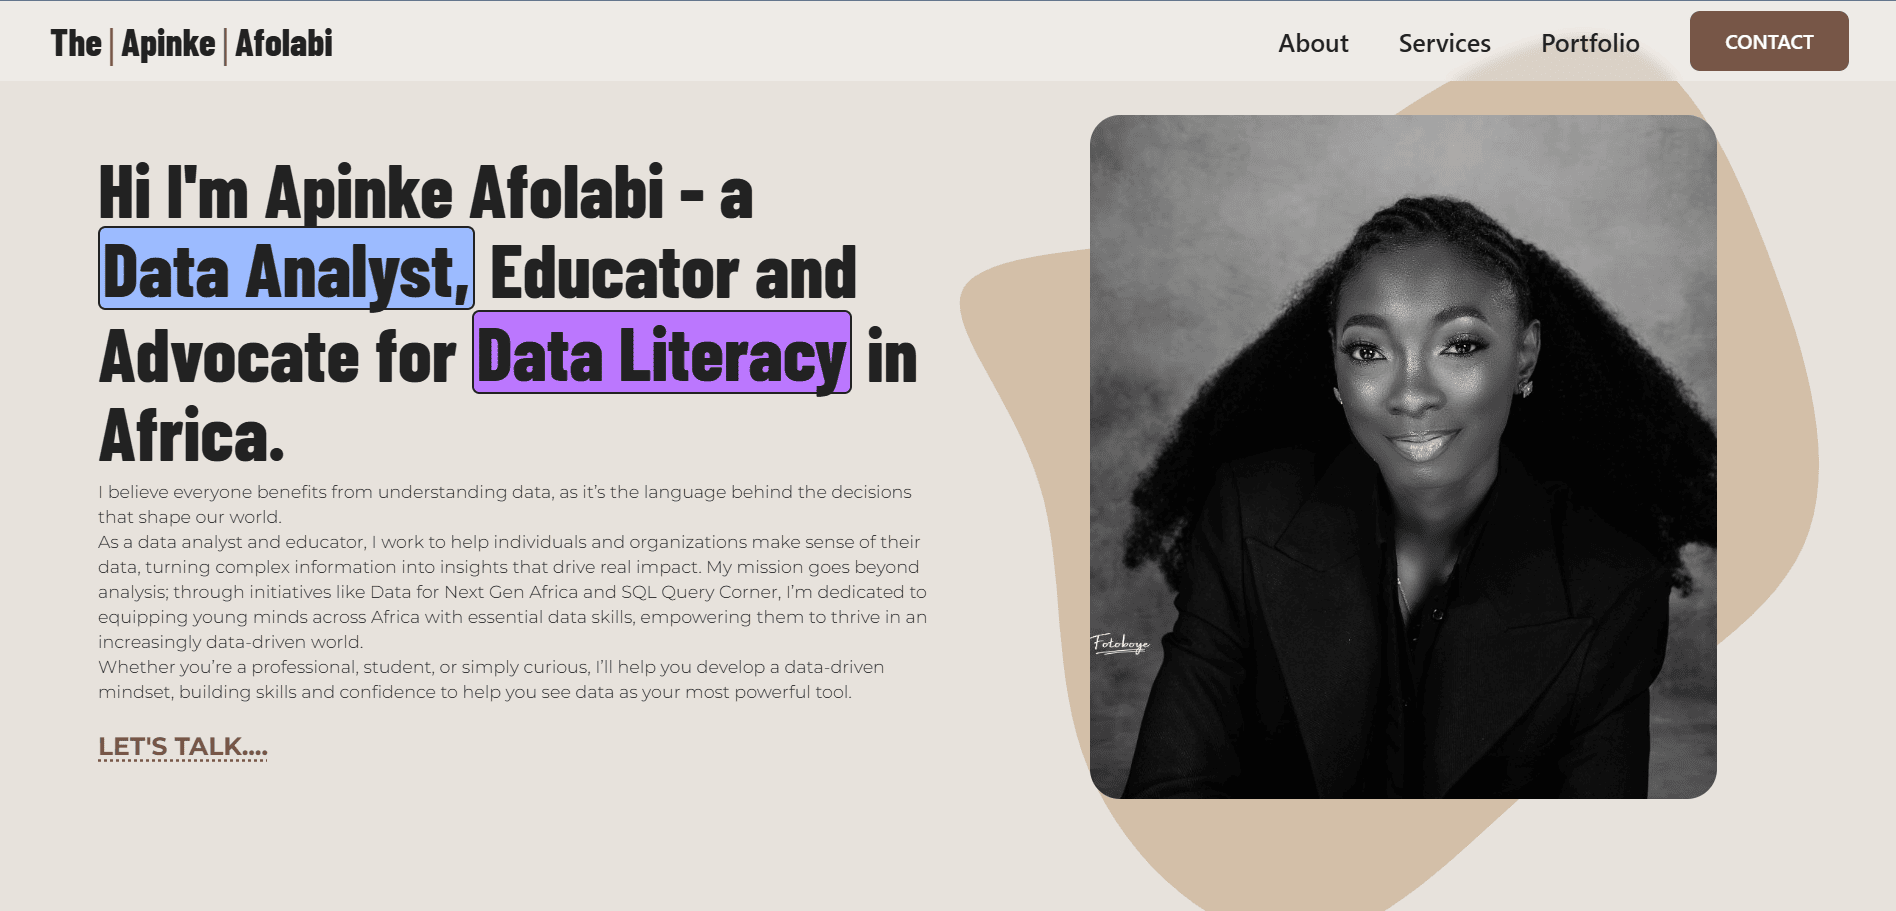 The | Apinke | Afolabi
About Services Portfolio CONTACT
Hi I'm Apinke Afolabi - a
Data Analyst, Educator and
Advocate for Data Literacy in
Africa.
I believe everyone benefits from understanding data, as it’s the language behind the decisions
that shape our world.
As a data analyst and educator, I work to help individuals and organizations make sense of their
data, turning complex information into insights that drive real impact. My mission goes beyond
analysis; through initiatives like Data for Next Gen Africa and SQL Query Corner, I’m dedicated to
equipping young minds across Africa with essential data skills, empowering them to thrive in an
increasingly data-driven world.
Whether you’re a professional, student, or simply curious, I’ll help you develop a data-driven
mindset, building skills and confidence to help you see data as your most powerful tool.
LET'S TALK....
Fotoboye